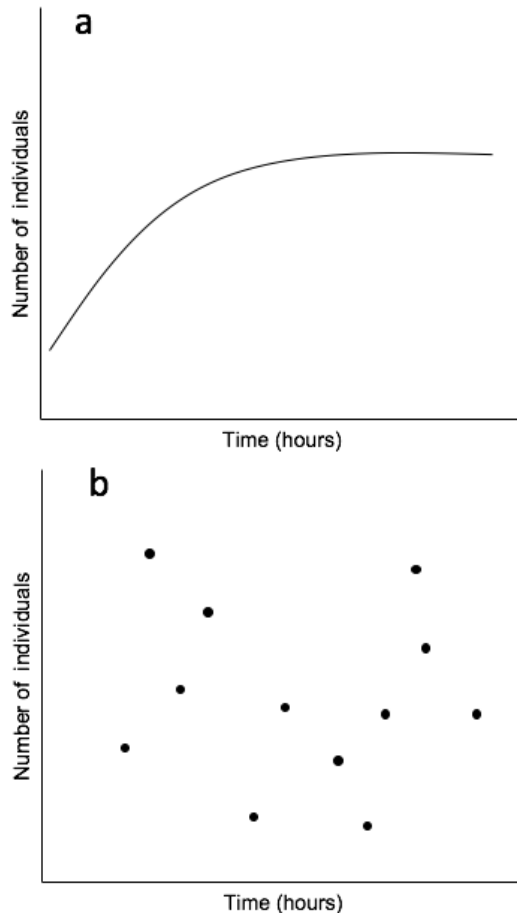 a
Number of individuals
Time (hours)
b
Number of individuals
Time (hours)